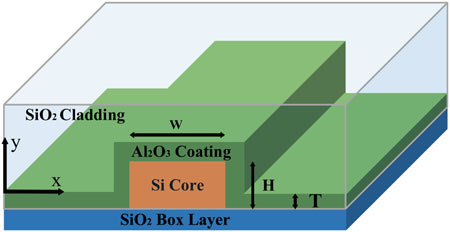 SiO₂ Cladding
W
y
Al₂O₃ Coating
x
Si Core
H
T
SiO₂ Box Layer